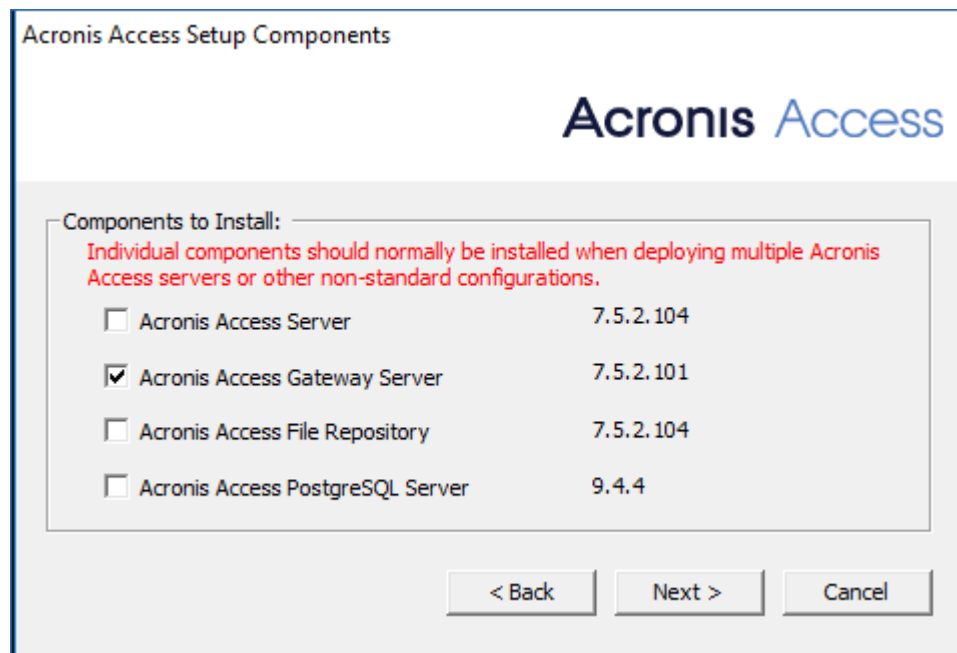 Acronis Access Setup Components
Acronis Access
Components to Install:
Individual components should normally be installed when deploying multiple Acronis
Access servers or other non-standard configurations.
Acronis Access Server 7.5.2.104
Acronis Access Gateway Server 7.5.2.101
Acronis Access File Repository 7.5.2.104
Acronis Access PostgreSQL Server 9.4.4
< Back Next > Cancel